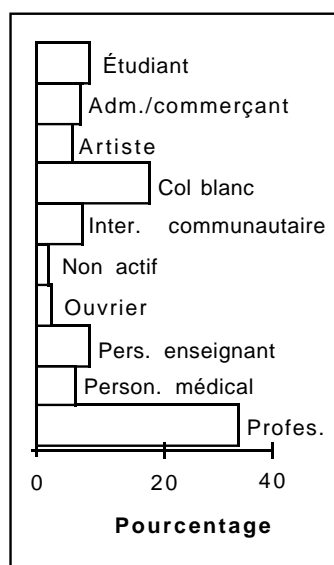 Étudiant
Adm./commerçant
Artiste
Col blanc
Inter. communautaire
Non actif
Ouvrier
Pers. enseignant
Person. médical
Profes.
0 20 40
Pourcentage